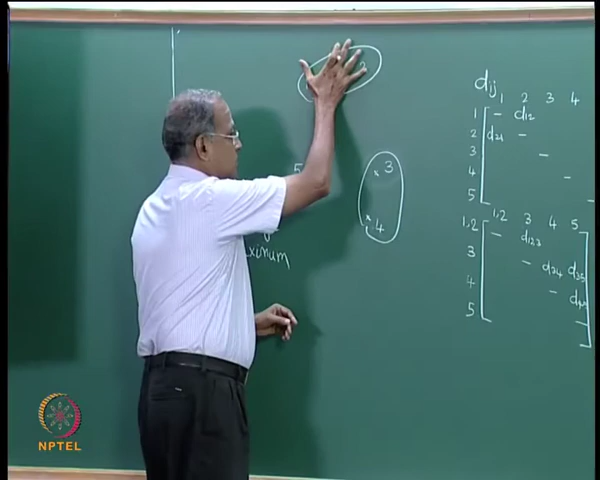 2
5
x 3
x 4
ximum
dij
1 2 3 4
1 - d12
2 d21 -
3 -
4 -
5
1,2 3 4 5
1,2 - d123
3 - d34 d35
4 - d45
5 -
NPTEL